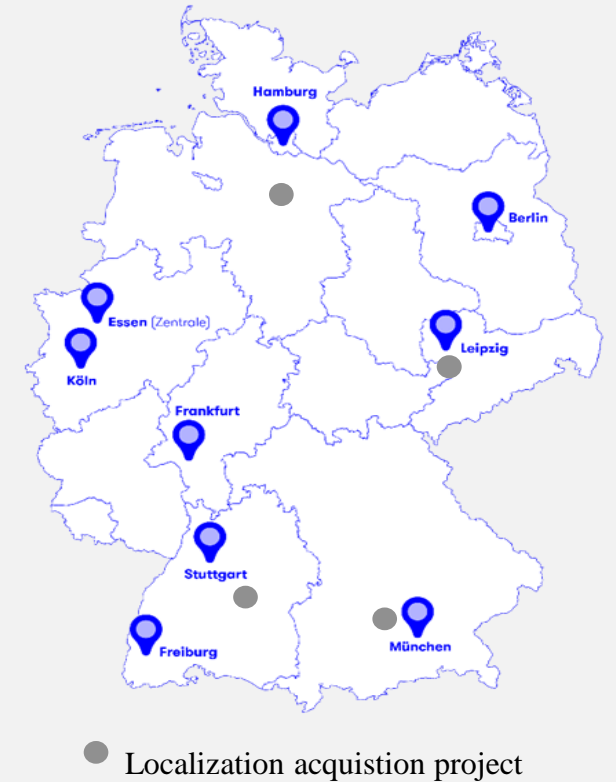 Hamburg
Berlin
Essen (Zentrale)
Leipzig
Köln
Frankfurt
Stuttgart
München
Freiburg
Localization acquistion project